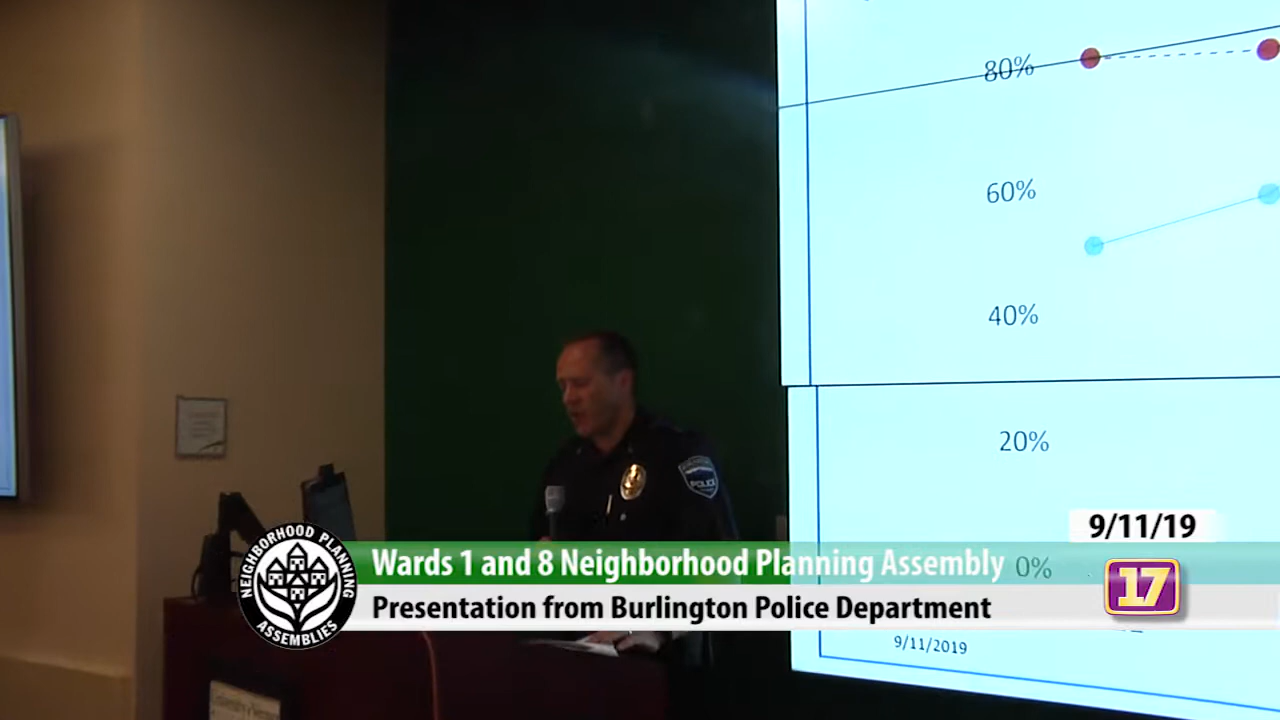 80%
60%
40%
20%
0%
9/11/2019
POLICE
9/11/19
NEIGHBORHOOD PLANNING
ASSEMBLIES
Wards 1 and 8 Neighborhood Planning Assembly
Presentation from Burlington Police Department
17